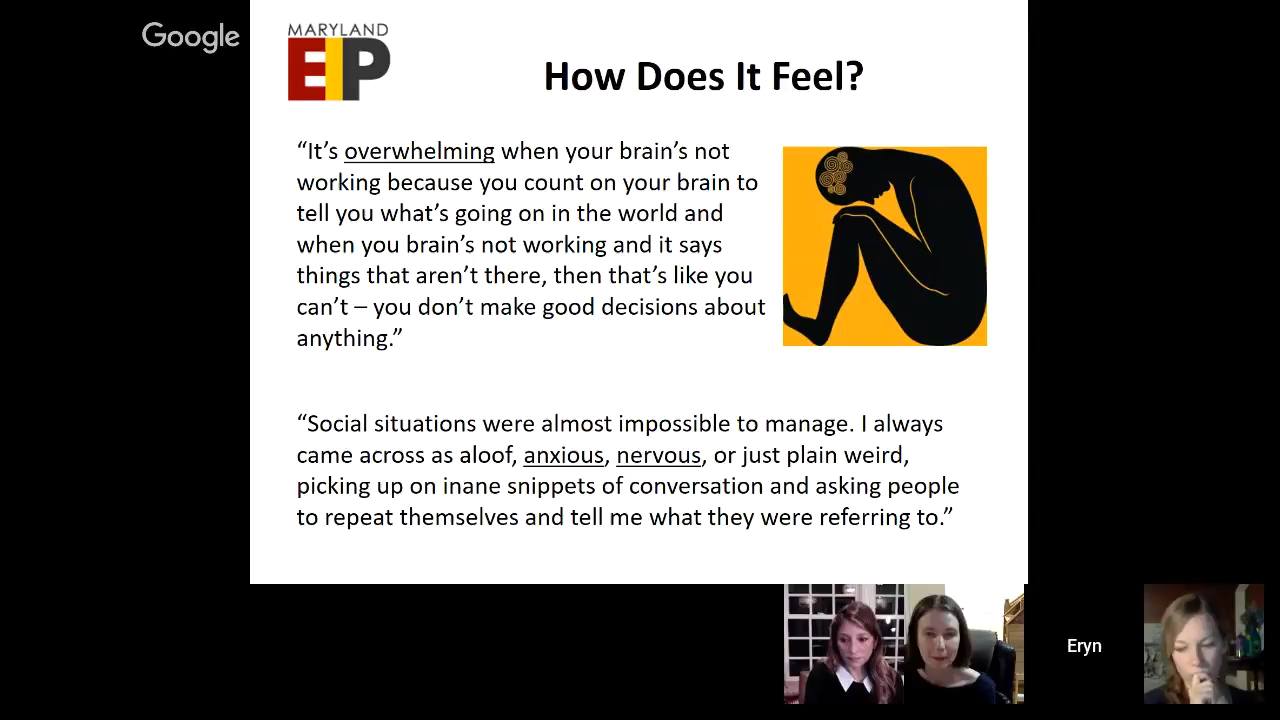 Google
MARYLAND
EIP
How Does It Feel?
“It’s overwhelming when your brain’s not
working because you count on your brain to
tell you what’s going on in the world and
when you brain’s not working and it says
things that aren’t there, then that’s like you
can’t – you don’t make good decisions about
anything.”
“Social situations were almost impossible to manage. I always
came across as aloof, anxious, nervous, or just plain weird,
picking up on inane snippets of conversation and asking people
to repeat themselves and tell me what they were referring to.”
Eryn